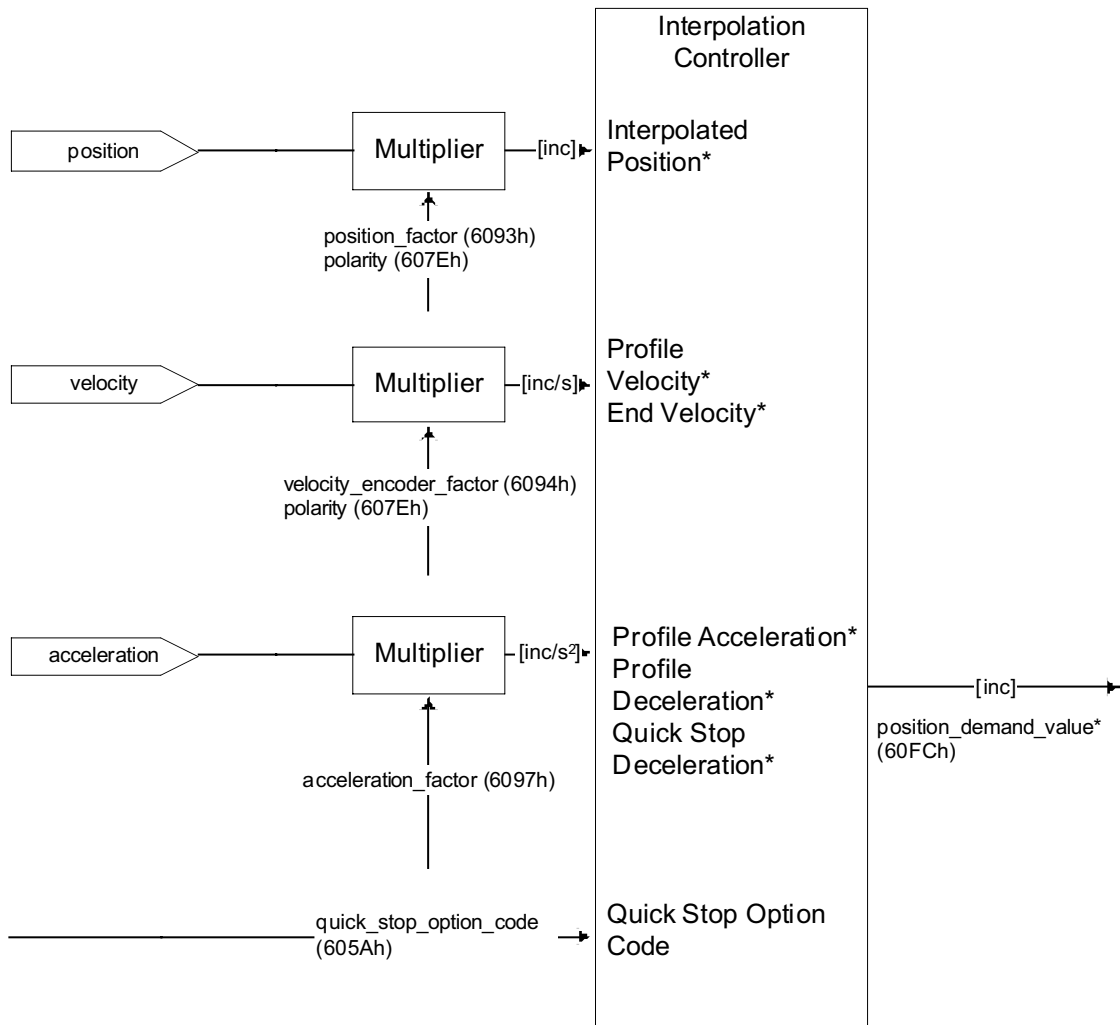 Interpolation
Controller
position
Multiplier
[inc]
Interpolated
Position*
position_factor (6093h)
polarity (607Eh)
velocity
Multiplier
[inc/s]
Profile
Velocity*
End Velocity*
velocity_encoder_factor (6094h)
polarity (607Eh)
acceleration
Multiplier
[inc/s²]
Profile Acceleration*
Profile
Deceleration*
Quick Stop
Deceleration*
[inc]
position_demand_value*
(60FCh)
acceleration_factor (6097h)
quick_stop_option_code
(605Ah)
Quick Stop Option
Code